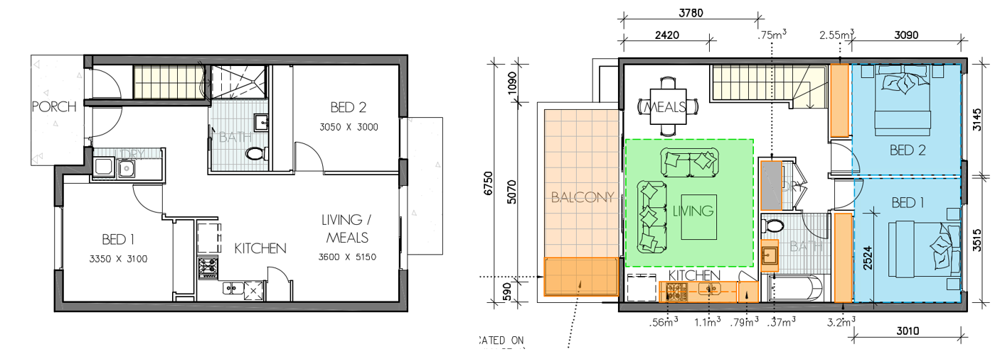 PORCH
BATH
BED 2
3050 X 3000
L'DRY
BED 1
3350 X 3100
KITCHEN
LIVING /
MEALS
3600 X 5150
3780
2420
.75m³
2.55m³
3090
1090
6750
5070
590
MEALS
BALCONY
LIVING
KITCHEN
BED 2
BED 1
BATH
3145
3515
2524
.56m³
1.1m³
.79m³
.37m³
3.2m³
3010
CATED ON